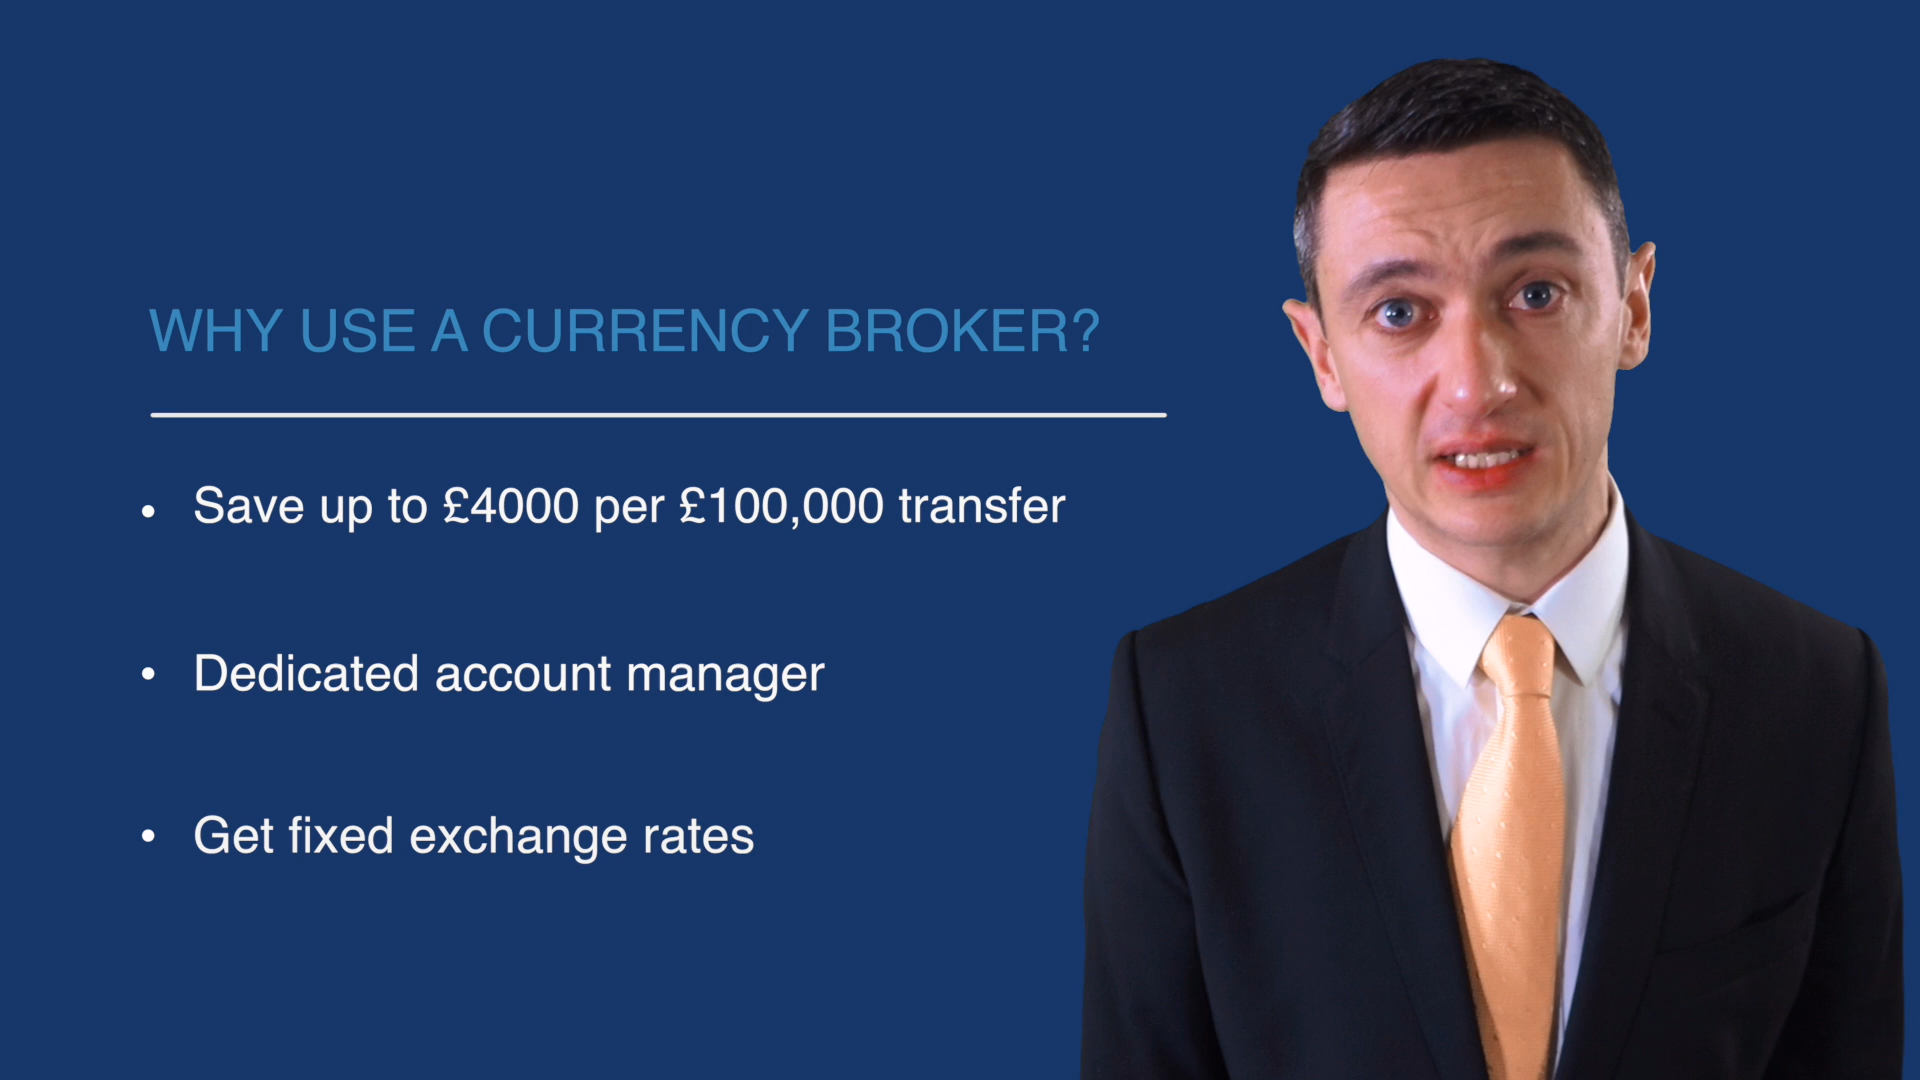 WHY USE A CURRENCY BROKER?
• Save up to £4000 per £100,000 transfer
• Dedicated account manager
• Get fixed exchange rates